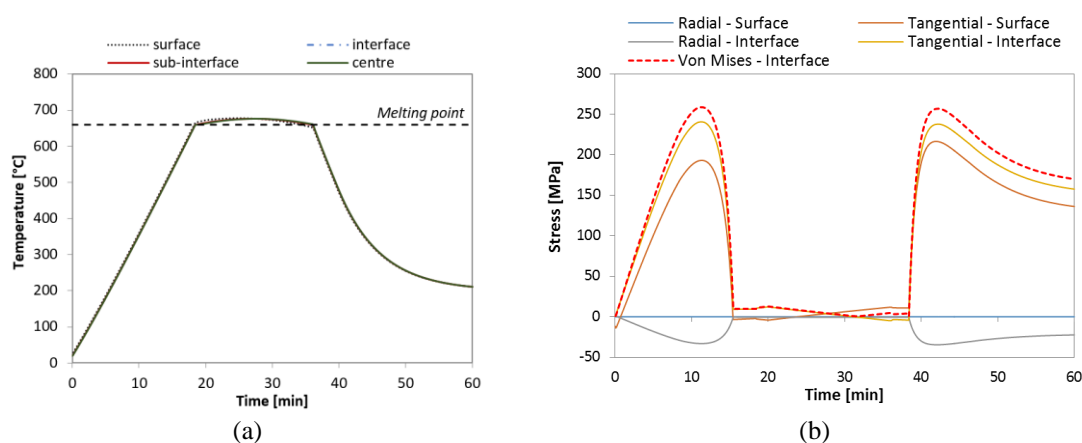 surface interface
sub-interface centre
800
700
600
500
400
300
200
100
0
Temperature [°C]
Melting point
0 10 20 30 40 50 60
Time [min]
(a)
Radial - Surface Tangential - Surface
Radial - Interface Tangential - Interface
Von Mises - Interface
300
250
200
150
100
50
0
-50
Stress [MPa]
0 10 20 30 40 50 60
Time [min]
(b)